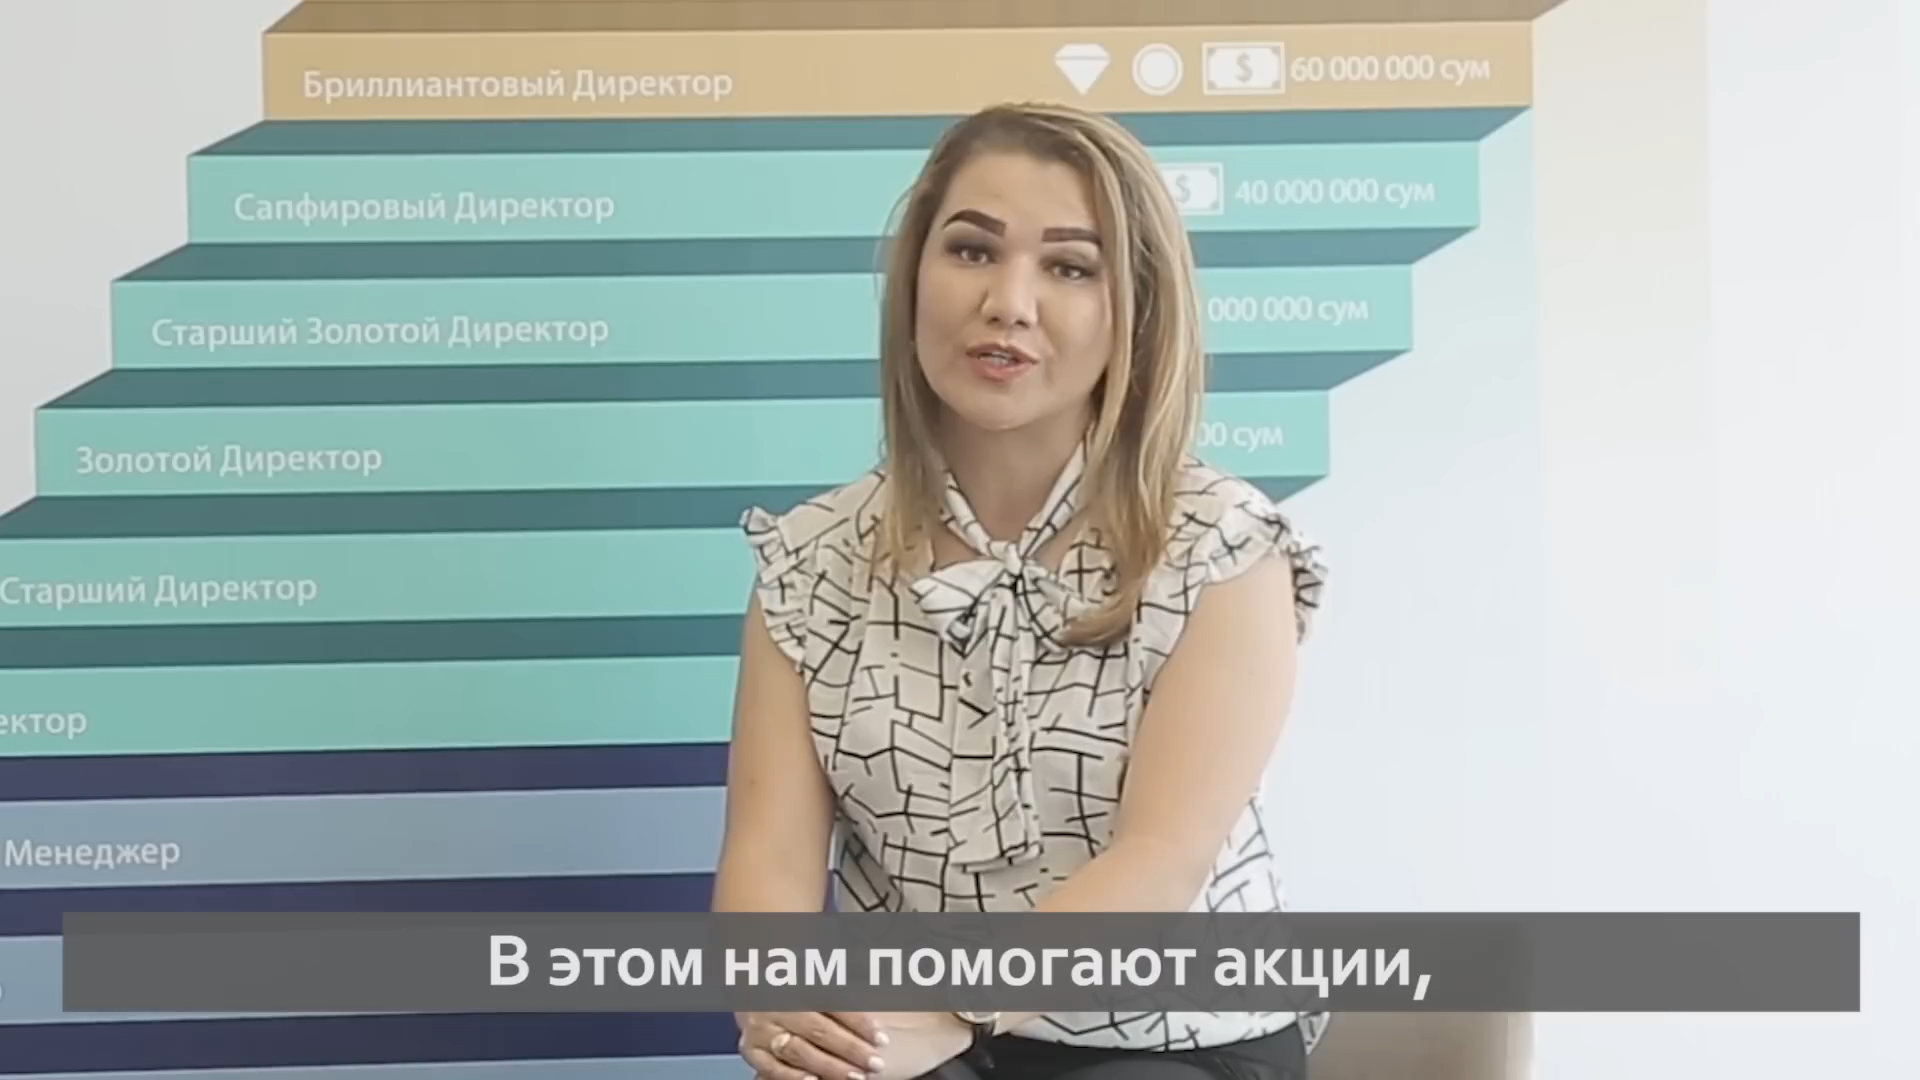 Бриллиантовый Директор
$ 60 000 000 сум
Сапфировый Директор
$ 40 000 000 сум
Старший Золотой Директор
000 000 сум
Золотой Директор
00 сум
Старший Директор
ектор
Менеджер
В этом нам помогают акции,